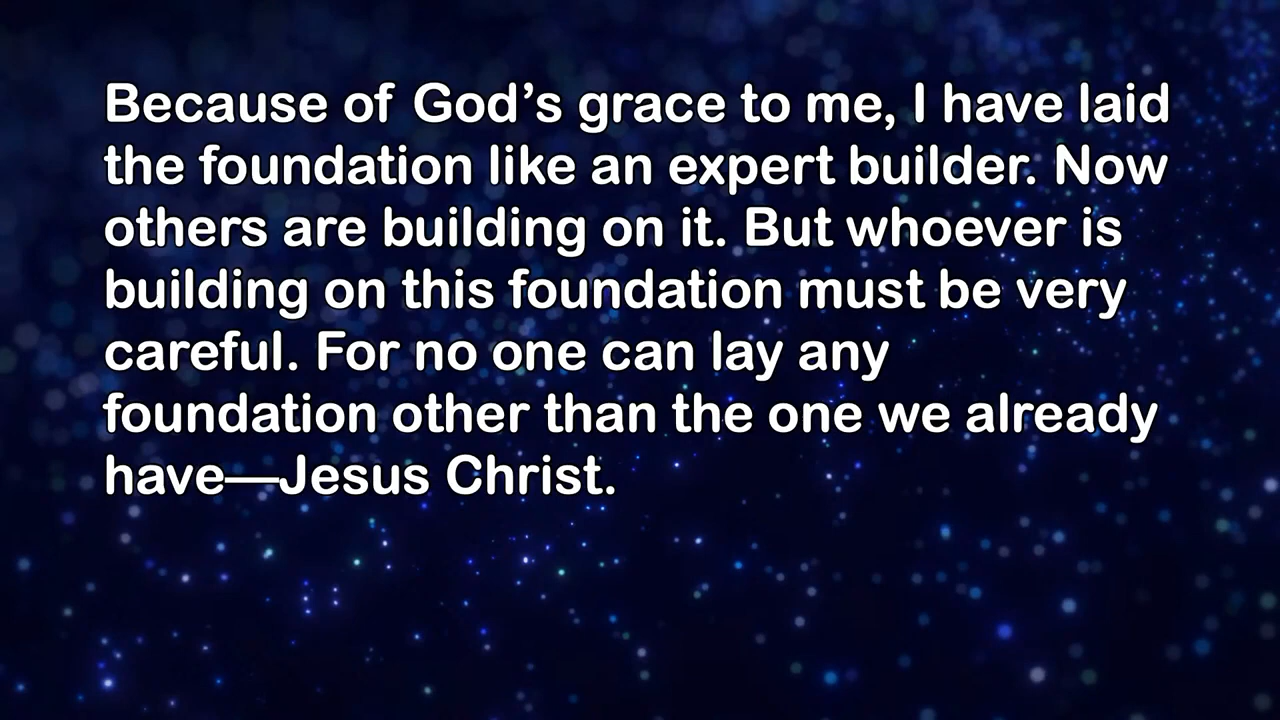 Because of God’s grace to me, I have laid
the foundation like an expert builder. Now
others are building on it. But whoever is
building on this foundation must be very
careful. For no one can lay any
foundation other than the one we already
have—Jesus Christ.